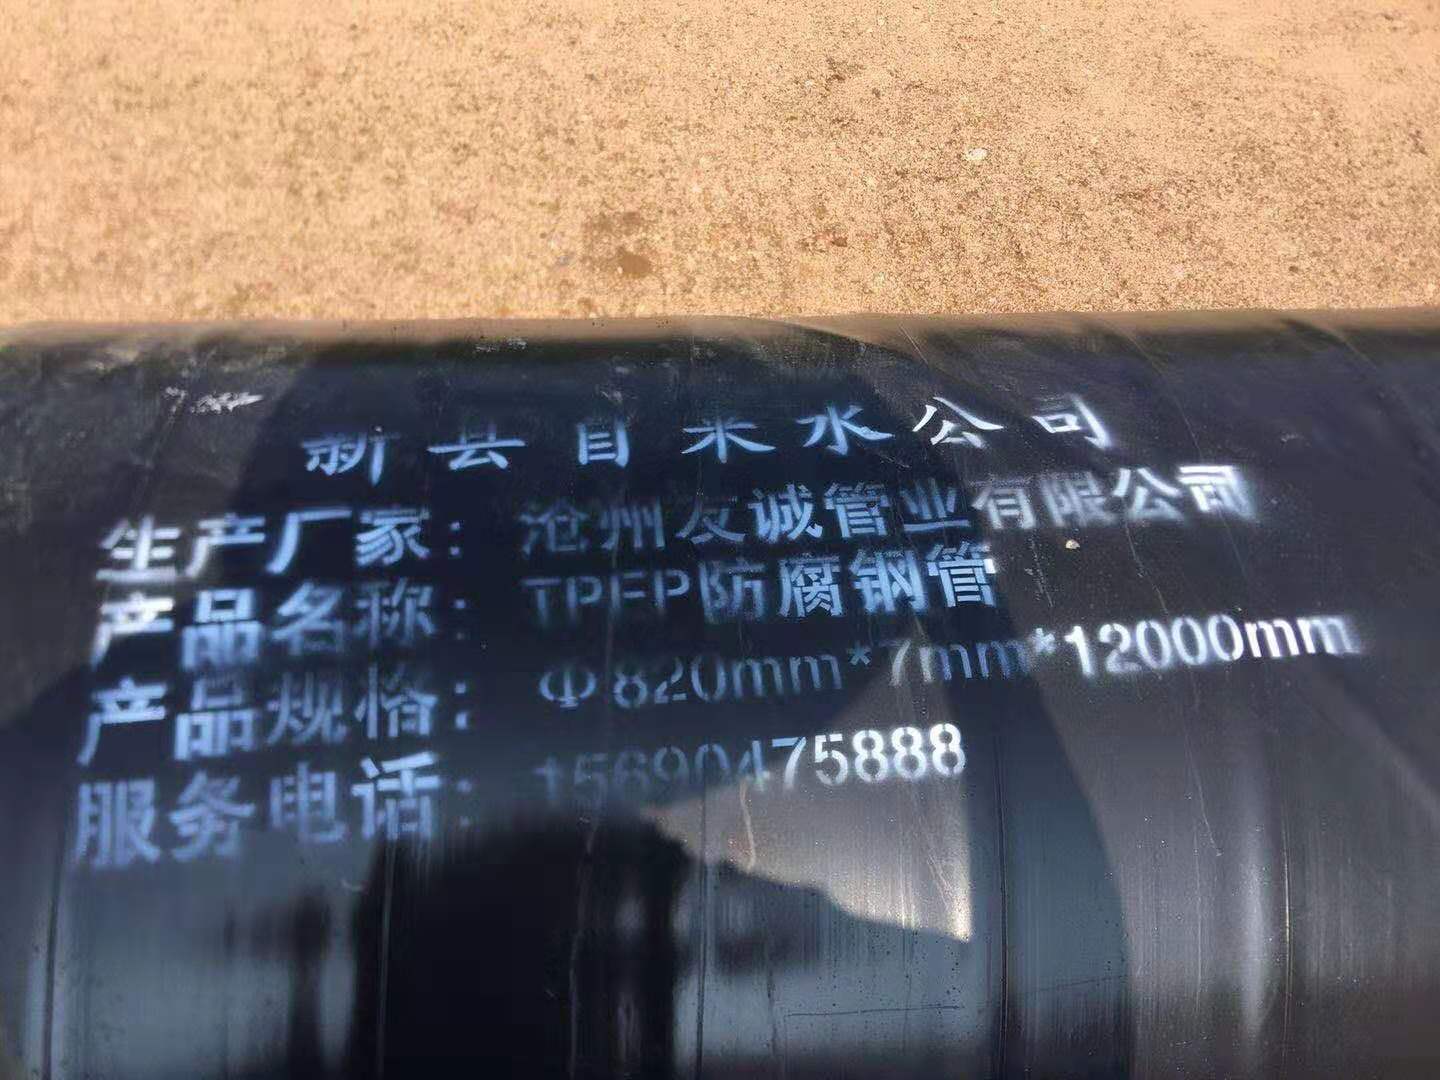 新县自来水公司
生产厂家：沧州友诚管业有限公司
产品名称：TPEP防腐钢管
产品规格：Φ820mm*7mm*12000mm
服务电话：15690475888